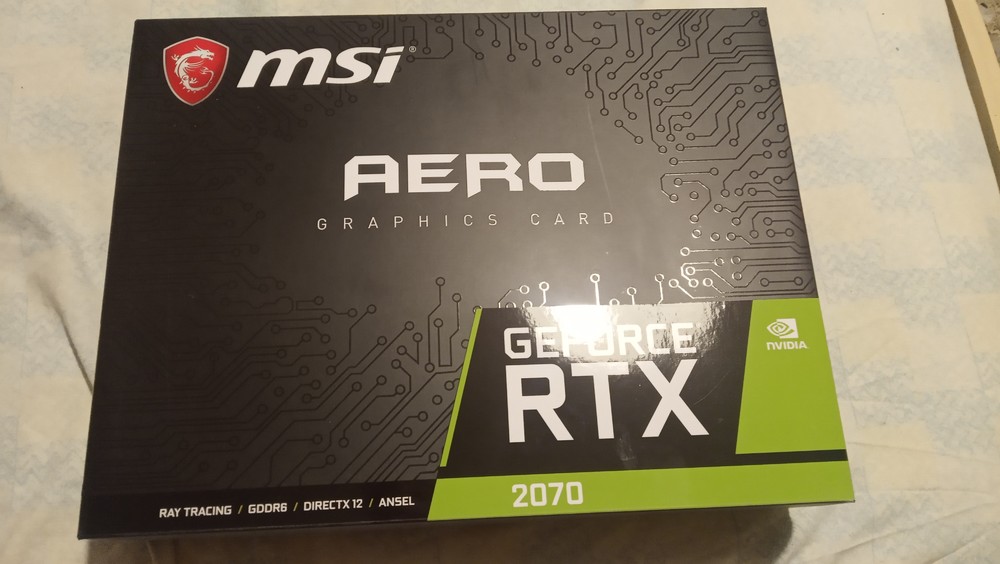 msi®
AERO
GRAPHICS CARD
GEFORCE
RTX
NVIDIA
2070
RAY TRACING / GDDR6 / DIRECTX 12 / ANSEL